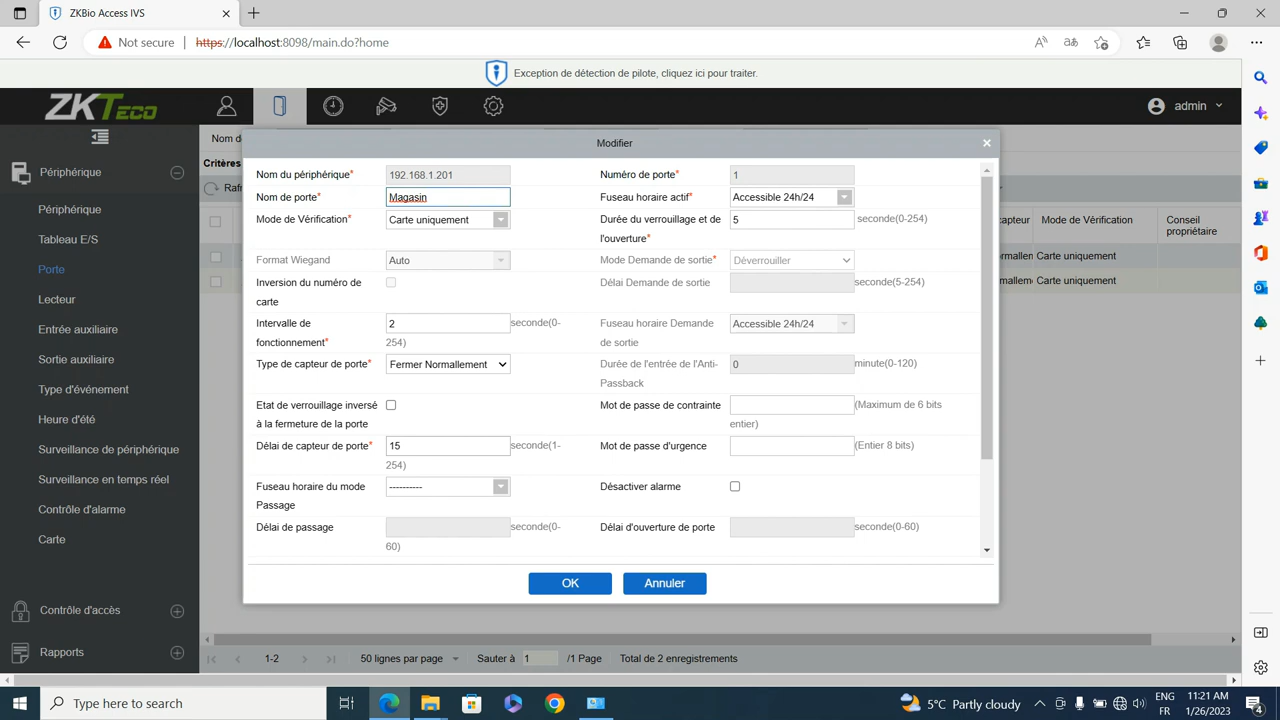 ZKBio Access IVS
Not secure
https://localhost:8098/main.do?home
Exception de détection de pilote, cliquez ici pour traiter.
ZKTeco
admin
Périphérique
Périphérique
Tableau E/S
Porte
Lecteur
Entrée auxiliaire
Sortie auxiliaire
Type d'événement
Heure d'été
Surveillance de périphérique
Surveillance en temps réel
Contrôle d'alarme
Carte
Contrôle d'accès
Rapports
Nom d
Critères
Rafr
Modifier
Nom du périphérique* 192.168.1.201 Numéro de porte* 1
Nom de porte* Magasin Fuseau horaire actif* Accessible 24h/24
Mode de Vérification* Carte uniquement Durée du verrouillage et de 5 seconde(0-254)
l'ouverture*
Format Wiegand Auto Mode Demande de sortie* Déverrouiller
Inversion du numéro de Délai Demande de sortie seconde(5-254)
carte
Intervalle de 2 seconde(0- Fuseau horaire Demande Accessible 24h/24
fonctionnement* 254) de sortie
Type de capteur de porte* Fermer Normallement Durée de l'entrée de l'Anti- 0 minute(0-120)
Passback
Etat de verrouillage inversé Mot de passe de contrainte (Maximum de 6 bits
à la fermeture de la porte entier)
Délai de capteur de porte* 15 seconde(1- Mot de passe d'urgence (Entier 8 bits)
254)
Fuseau horaire du mode ---------- Désactiver alarme
Passage
Délai de passage seconde(0- Délai d'ouverture de porte seconde(0-60)
60)
OK Annuler
capteur Mode de Vérification Conseil
propriétaire
rmallem Carte uniquement
mallem Carte uniquement
1-2 50 lignes par page Sauter à 1 /1 Page Total de 2 enregistrements
Type here to search
5°C Partly cloudy
ENG
FR
11:21 AM
1/26/2023
4